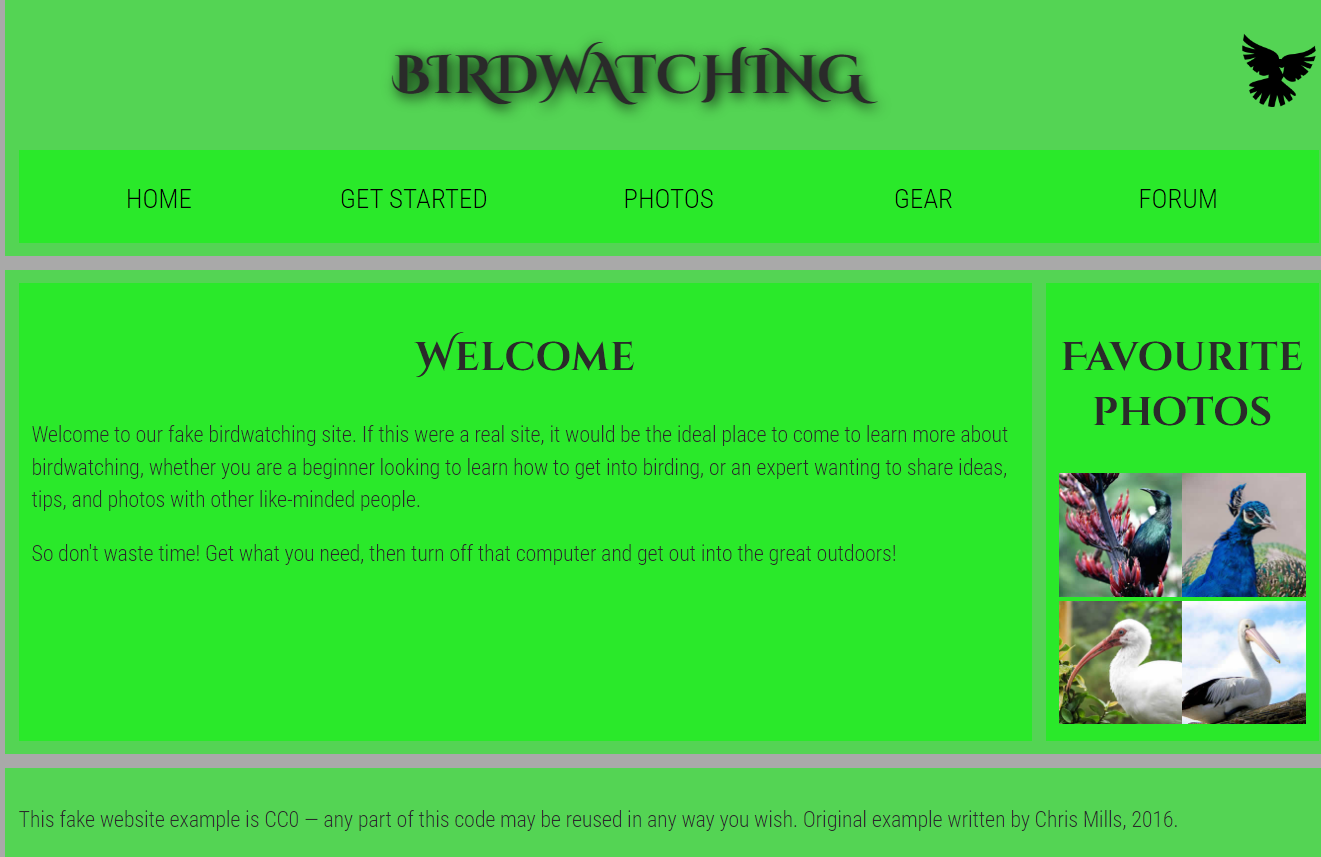 BIRDWATCHING
HOME GET STARTED PHOTOS GEAR FORUM
WELCOME
Welcome to our fake birdwatching site. If this were a real site, it would be the ideal place to come to learn more about
birdwatching, whether you are a beginner looking to learn how to get into birding, or an expert wanting to share ideas,
tips, and photos with other like-minded people.
So don't waste time! Get what you need, then turn off that computer and get out into the great outdoors!
FAVOURITE
PHOTOS
This fake website example is CC0 — any part of this code may be reused in any way you wish. Original example written by Chris Mills, 2016.